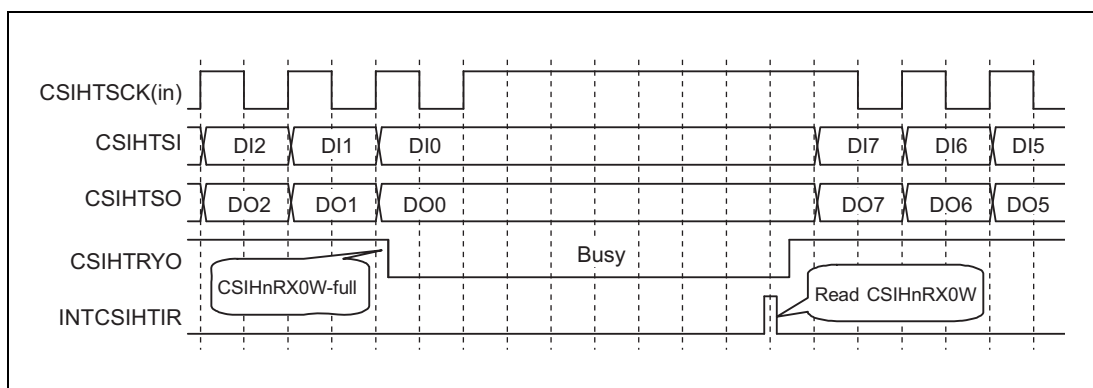 CSIHTSCK(in)
CSIHTSI DI2 DI1 DI0 DI7 DI6 DI5
CSIHTSO DO2 DO1 DO0 DO7 DO6 DO5
CSIHTRYO Busy
CSIHnRX0W-full Read CSIHnRX0W
INTCSIHTIR